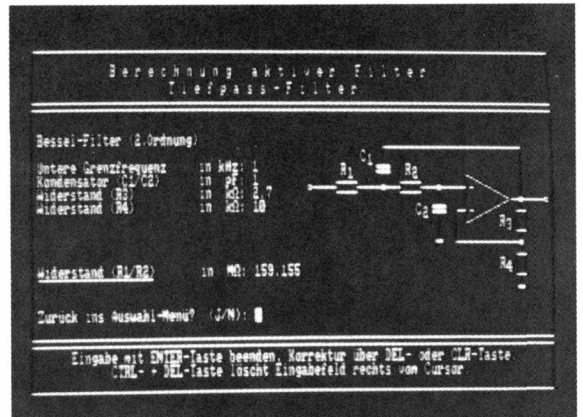 Berechnung aktiver Filter
Tiefpass-Filter
Bessel-Filter (2.Ordnung)
Untere Grenzfrequenz in kHz: 1
Kondensator (C1/C2) in pF: 1
Widerstand (R3) in kΩ: 2.7
Widerstand (R4) in kΩ: 10
Widerstand (R1/R2) in MΩ: 159.155
Zurück ins Auswahl-Menü? (J/N):
C1
R1 R2
C2
R3
R4
Eingabe mit ENTER-Taste beenden, Korrektur über DEL- oder CLR-Taste.
CTRL- + DEL-Taste löscht Eingabefeld rechts vom Cursor